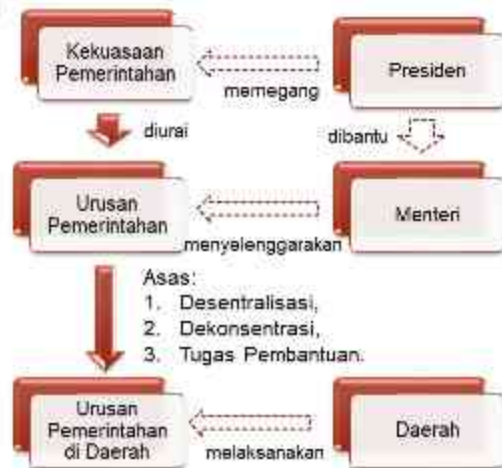 Kekuasaan
Pemerintahan
memegang
Presiden
diurai
dibantu
Urusan
Pemerintahan
menyelenggarakan
Menteri
Asas:
1. Desentralisasi,
2. Dekonsentrasi,
3. Tugas Pembantuan.
Urusan
Pemerintahan
di Daerah
melaksanakan
Daerah